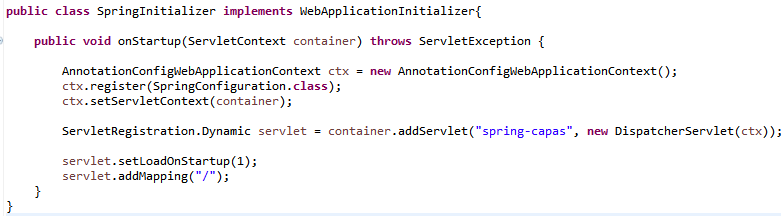 public class SpringInitializer implements WebApplicationInitializer{
public void onStartup(ServletContext container) throws ServletException {
AnnotationConfigWebApplicationContext ctx = new AnnotationConfigWebApplicationContext();
ctx.register(SpringConfiguration.class);
ctx.setServletContext(container);
ServletRegistration.Dynamic servlet = container.addServlet("spring-capas", new DispatcherServlet(ctx));
servlet.setLoadOnStartup(1);
servlet.addMapping("/");
}
}